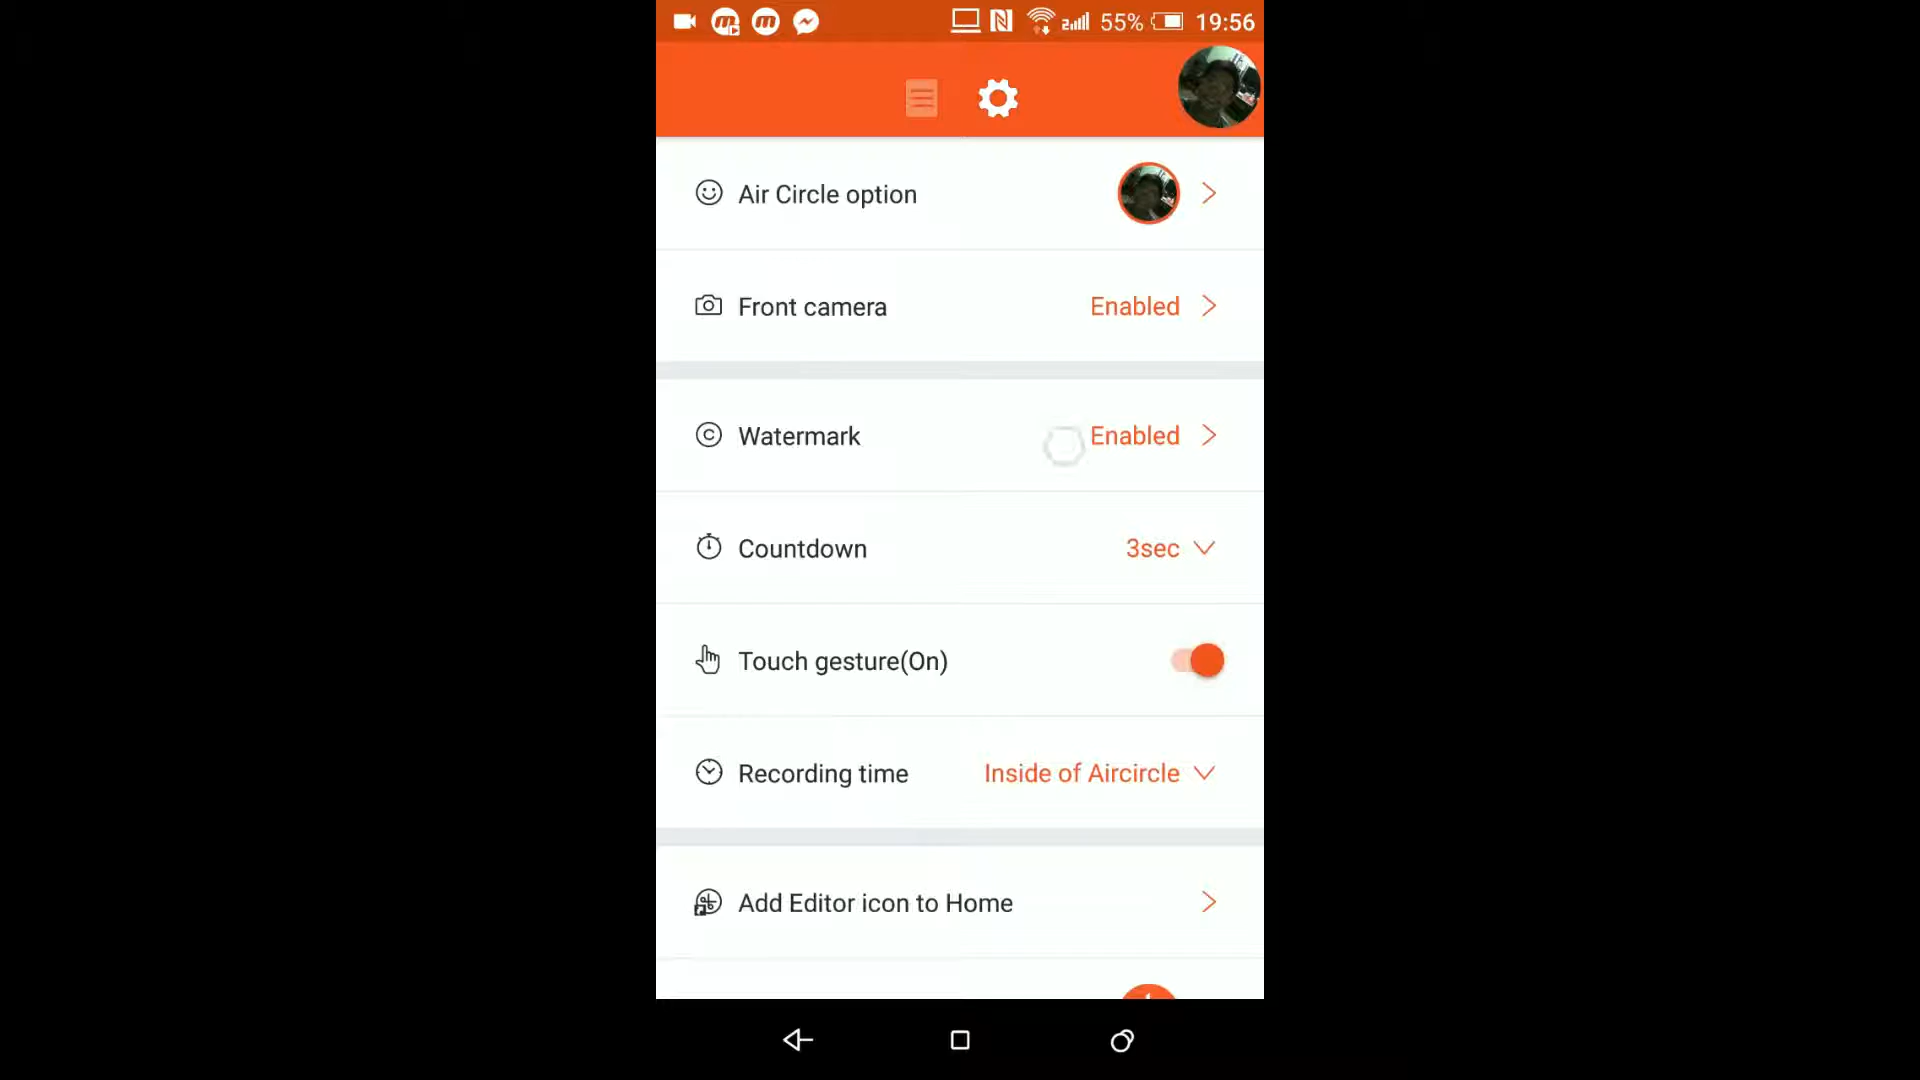 55% 19:56
Air Circle option
Front camera Enabled
Watermark Enabled
Countdown 3sec
Touch gesture(On)
Recording time Inside of Aircircle
Add Editor icon to Home